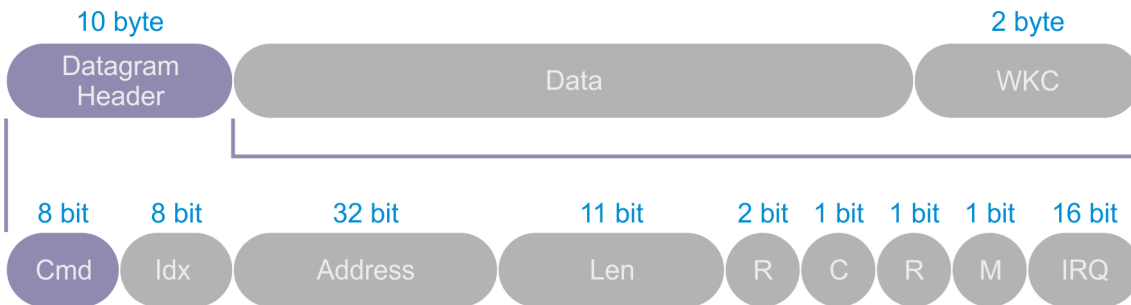 10 byte
2 byte
Datagram
Header
Data
WKC
8 bit
8 bit
32 bit
11 bit
2 bit
1 bit
1 bit
1 bit
16 bit
Cmd
Idx
Address
Len
R
C
R
M
IRQ